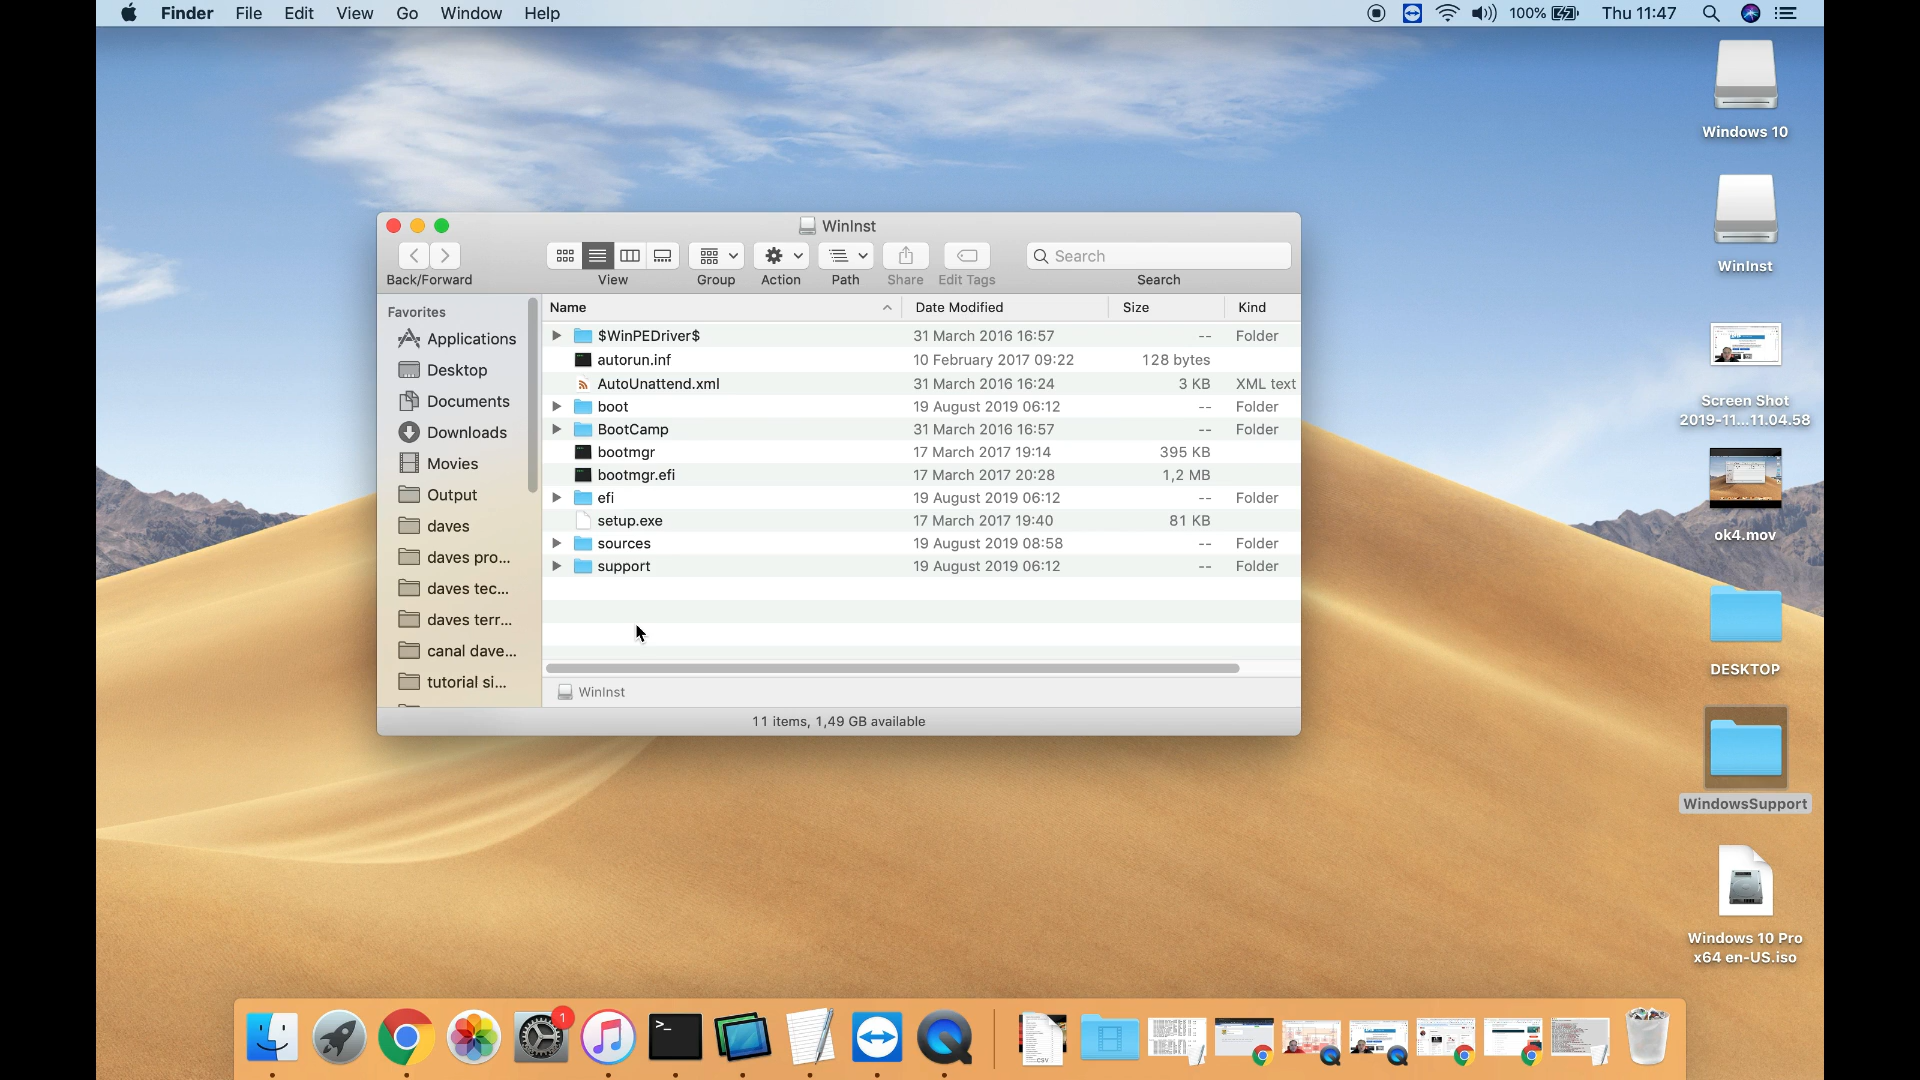 Finder File Edit View Go Window Help
100% Thu 11:47
WinInst
Back/Forward View Group Action Path Share Edit Tags Search
Search
Favorites
Applications
Desktop
Documents
Downloads
Movies
Output
daves
daves pro...
daves tec...
daves terr...
canal dave...
tutorial si...
Name Date Modified Size Kind
$WinPEDriver$ 31 March 2016 16:57 -- Folder
autorun.inf 10 February 2017 09:22 128 bytes
AutoUnattend.xml 31 March 2016 16:24 3 KB XML text
boot 19 August 2019 06:12 -- Folder
BootCamp 31 March 2016 16:57 -- Folder
bootmgr 17 March 2017 19:14 395 KB
bootmgr.efi 17 March 2017 20:28 1,2 MB
efi 19 August 2019 06:12 -- Folder
setup.exe 17 March 2017 19:40 81 KB
sources 19 August 2019 08:58 -- Folder
support 19 August 2019 06:12 -- Folder
WinInst
11 items, 1,49 GB available
Windows 10
WinInst
Screen Shot
2019-11...11.04.58
ok4.mov
DESKTOP
WindowsSupport
Windows 10 Pro
x64 en-US.iso
1
>_
.CSV